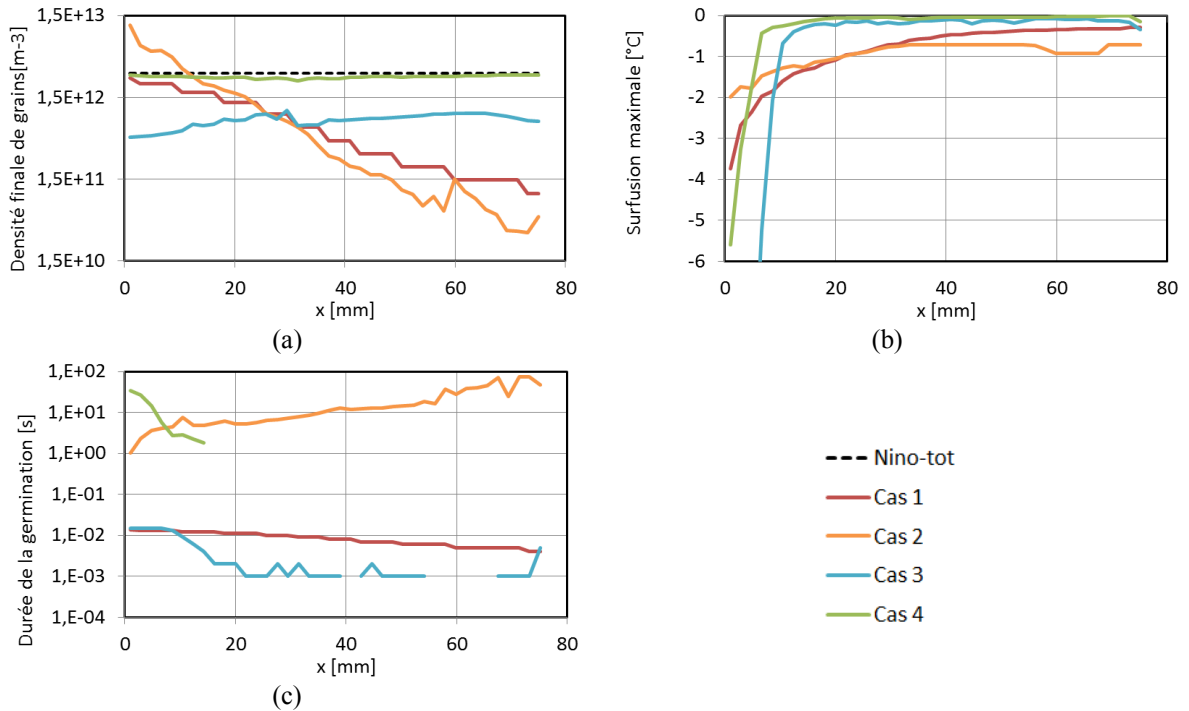 Densité finale de grains[m-3]
1,5E+13
1,5E+12
1,5E+11
1,5E+10
0 20 40 60 80
x [mm]
(a)
Surfusion maximale [°C]
0
-1
-2
-3
-4
-5
-6
0 20 40 60 80
x [mm]
(b)
Durée de la germination [s]
1,E+02
1,E+01
1,E+00
1,E-01
1,E-02
1,E-03
1,E-04
0 20 40 60 80
x [mm]
(c)
Nino-tot
Cas 1
Cas 2
Cas 3
Cas 4